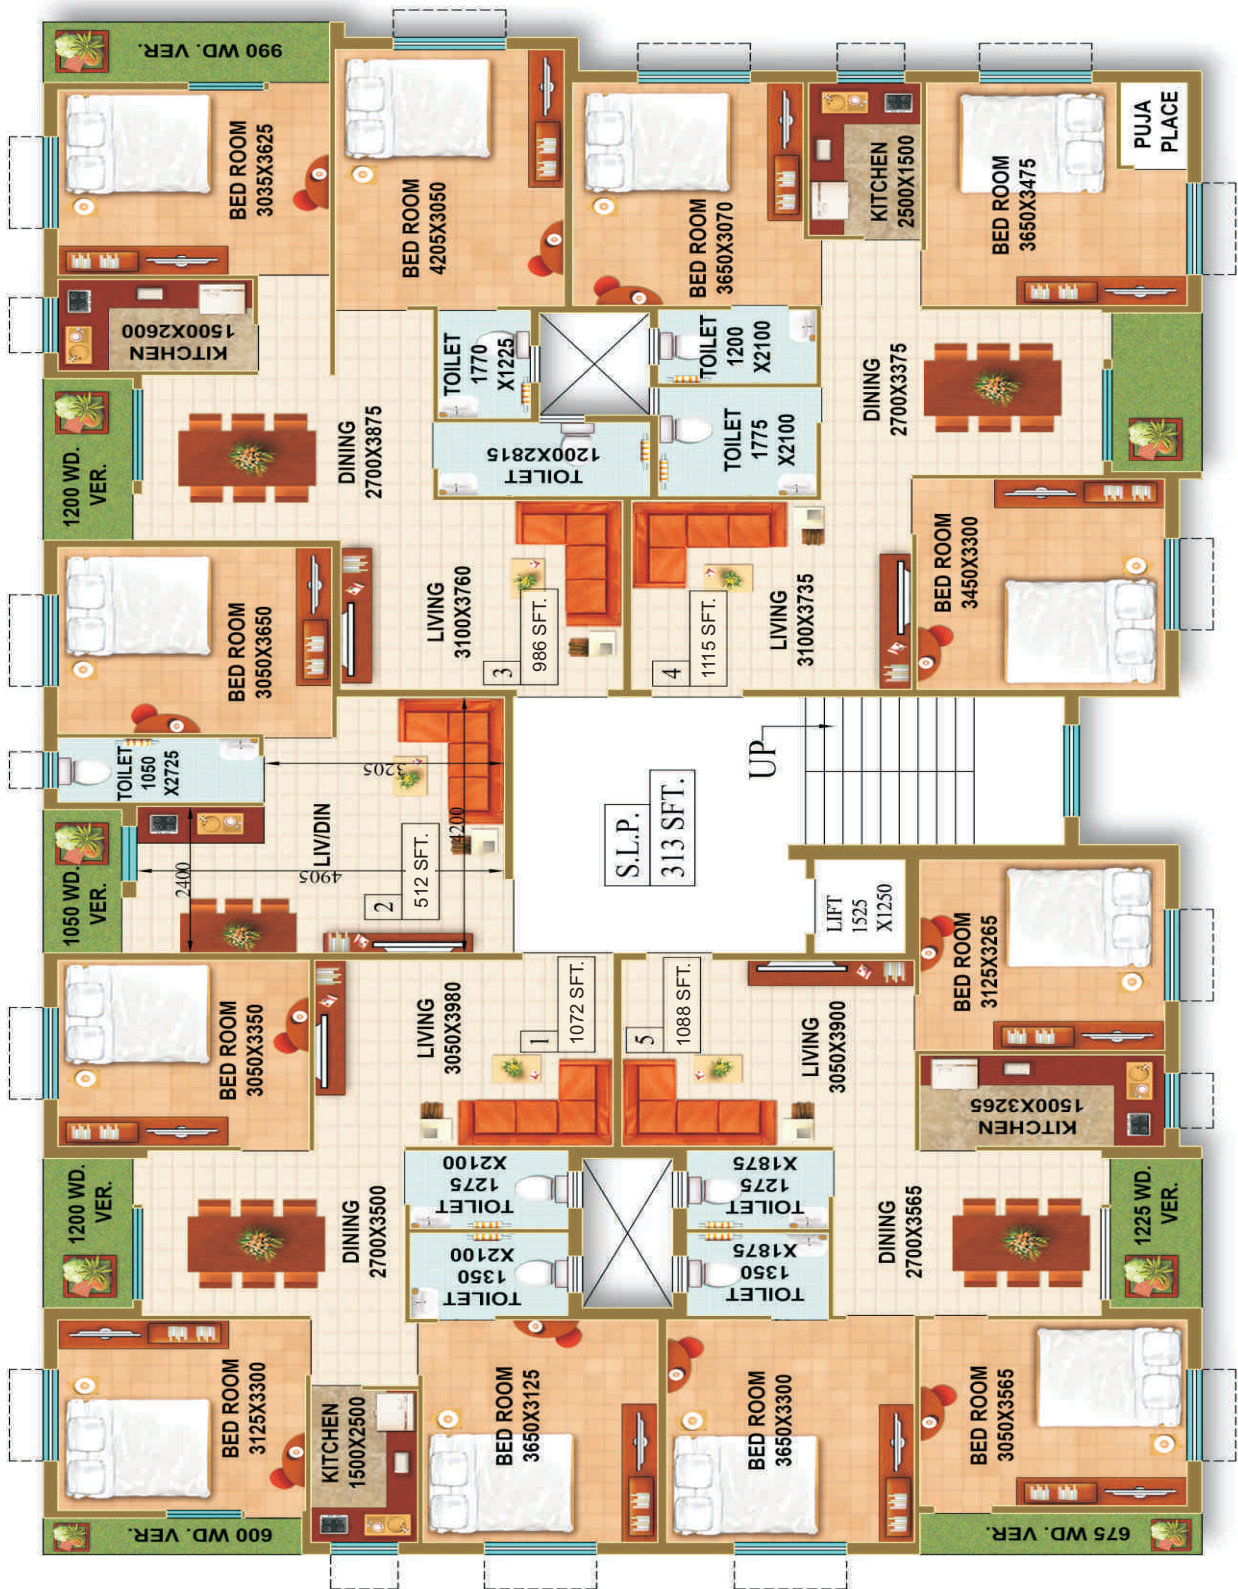 990 WD. VER.
BED ROOM
3035X3625
BED ROOM
4205X3050
BED ROOM
3650X3070
KITCHEN
2500X1500
BED ROOM
3650X3475
PUJA
PLACE
KITCHEN
1500X2600
TOILET
1770
X1225
TOILET
1200
X2100
DINING
2700X3375
1200 WD.
VER.
DINING
2700X3875
TOILET
1200X2815
TOILET
1775
X2100
BED ROOM
3050X3650
LIVING
3100X3760
3
986 SFT.
4
1115 SFT.
LIVING
3100X3735
BED ROOM
3450X3300
TOILET
1050
X2725
3205
UP
1050 WD.
VER.
2400
4905
LIV/DIN
4200
2
512 SFT.
S.L.P.
313 SFT.
LIFT
1525
X1250
BED ROOM
3050X3350
LIVING
3050X3980
1
1072 SFT.
5
1088 SFT.
LIVING
3050X3900
BED ROOM
3125X3265
KITCHEN
1500X3265
1200 WD.
VER.
DINING
2700X3500
TOILET
1275
X2100
TOILET
1350
X2100
TOILET
1275
X1875
TOILET
1350
X1875
DINING
2700X3565
1225 WD.
VER.
BED ROOM
3125X3300
KITCHEN
1500X2500
BED ROOM
3650X3125
BED ROOM
3650X3300
BED ROOM
3050X3565
600 WD. VER.
675 WD. VER.